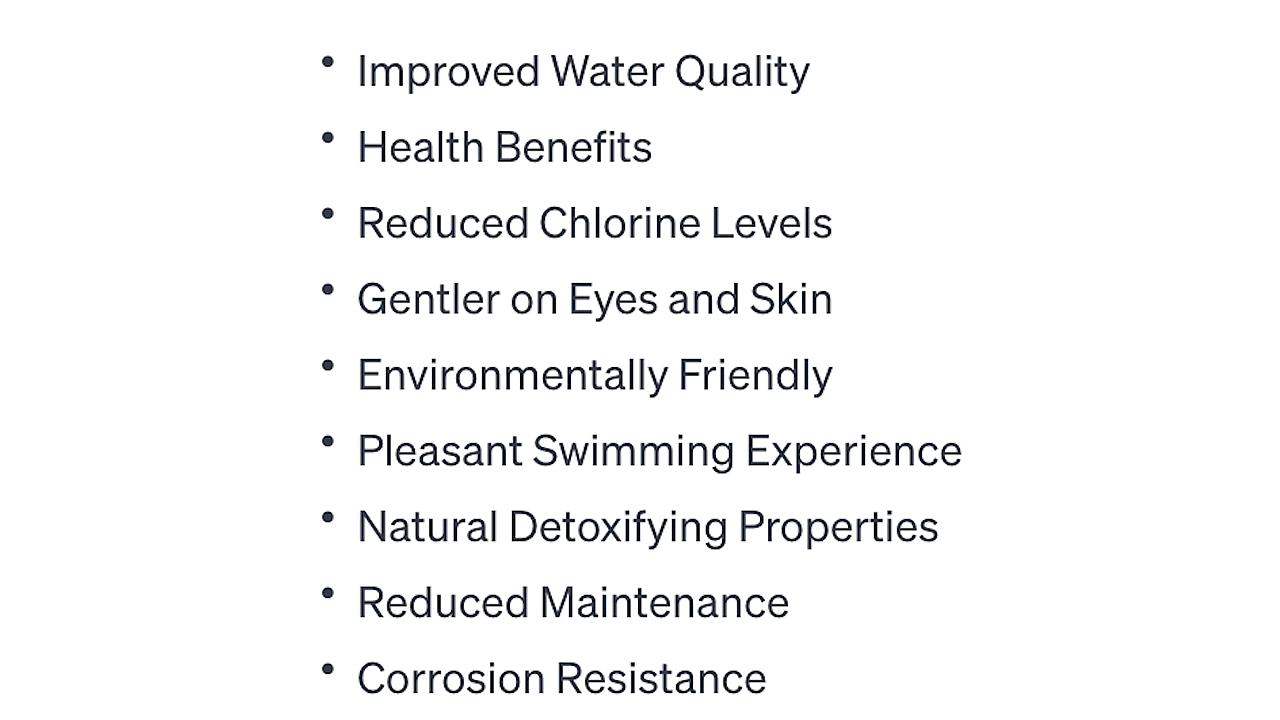 • Improved Water Quality
• Health Benefits
• Reduced Chlorine Levels
• Gentler on Eyes and Skin
• Environmentally Friendly
• Pleasant Swimming Experience
• Natural Detoxifying Properties
• Reduced Maintenance
• Corrosion Resistance